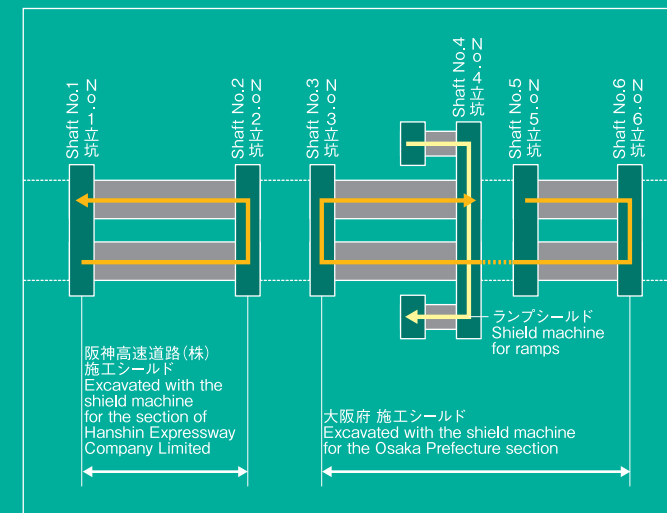 Shaft No.1
No.1立坑
Shaft No.2
No.2立坑
Shaft No.3
No.3立坑
Shaft No.4
No.4立坑
Shaft No.5
No.5立坑
Shaft No.6
No.6立坑
ランプシールド
Shield machine
for ramps
阪神高速道路(株)
施工シールド
Excavated with the
shield machine
for the section of
Hanshin Expressway
Company Limited
大阪府 施工シールド
Excavated with the shield machine
for the Osaka Prefecture section